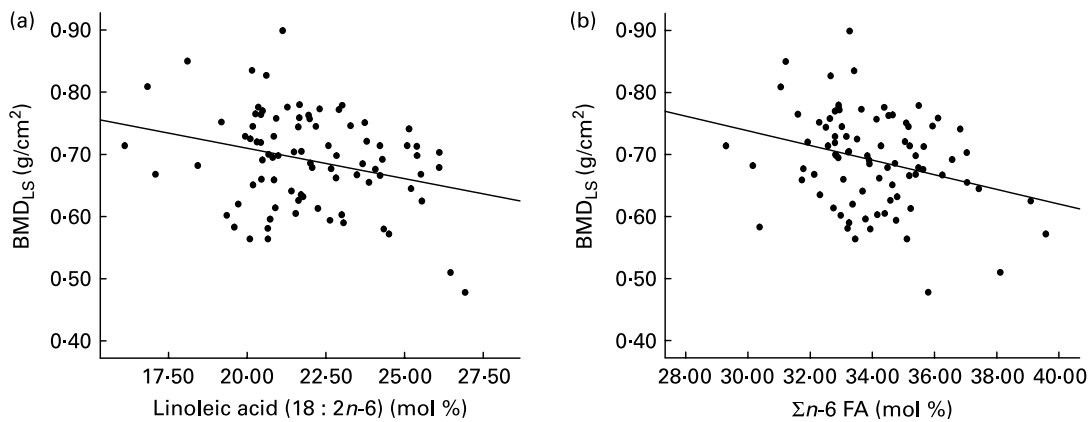 (a)
BMDLS (g/cm2)
0·90
0·80
0·70
0·60
0·50
0·40
17·50 20·00 22·50 25·00 27·50
Linoleic acid (18 : 2n-6) (mol %)
(b)
BMDLS (g/cm2)
0·90
0·80
0·70
0·60
0·50
0·40
28·00 30·00 32·00 34·00 36·00 38·00 40·00
Σn-6 FA (mol %)